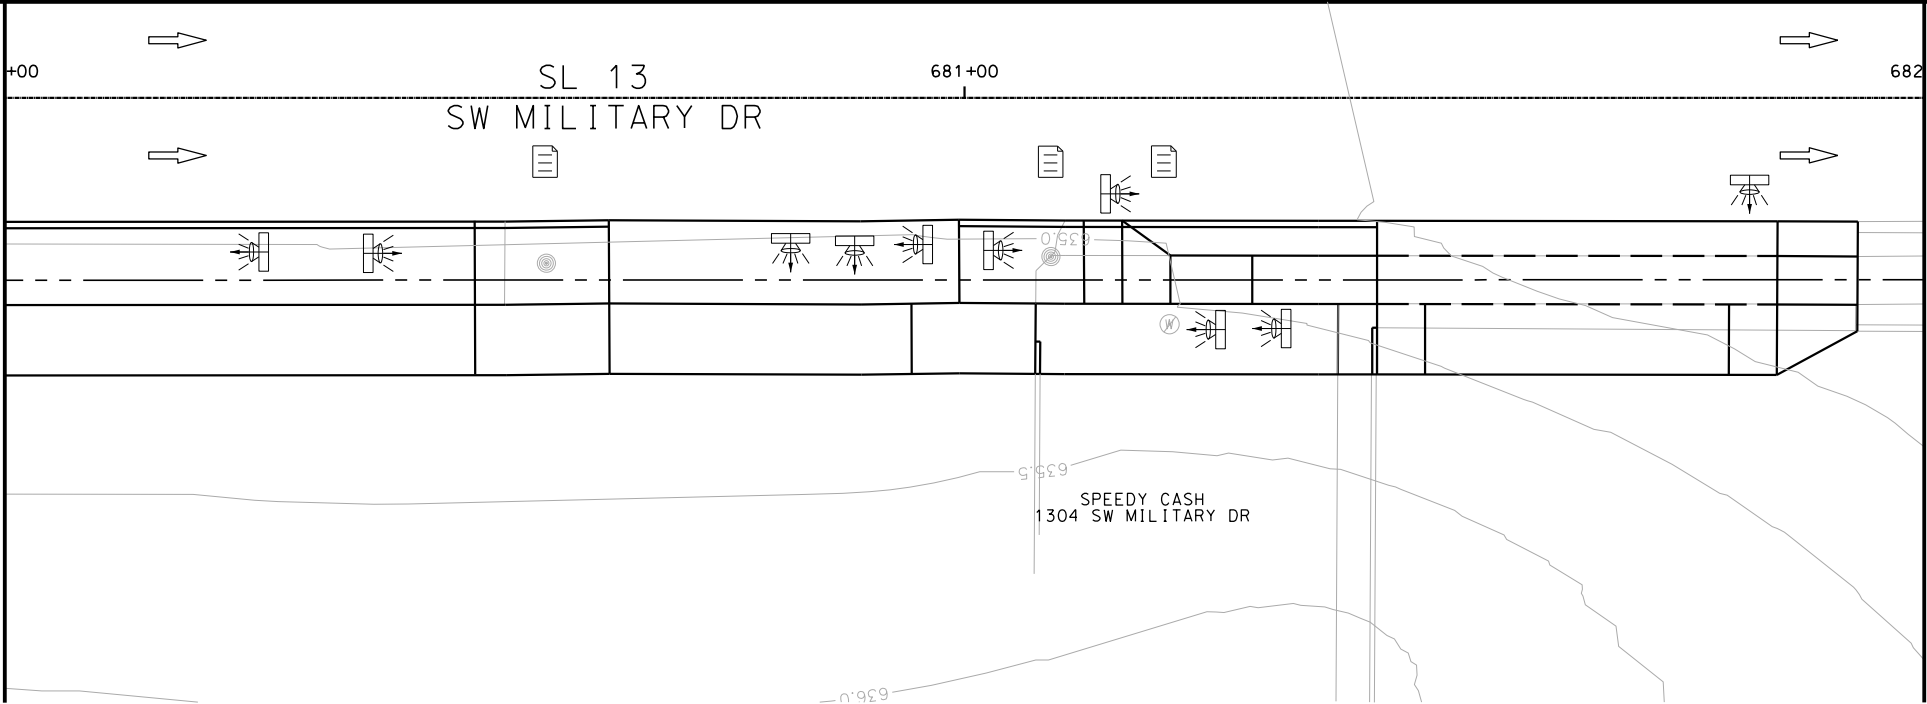 +00
SL 13
681+00
682
SW MILITARY DR
635.0
W
635.5
SPEEDY CASH
1304 SW MILITARY DR
636.0